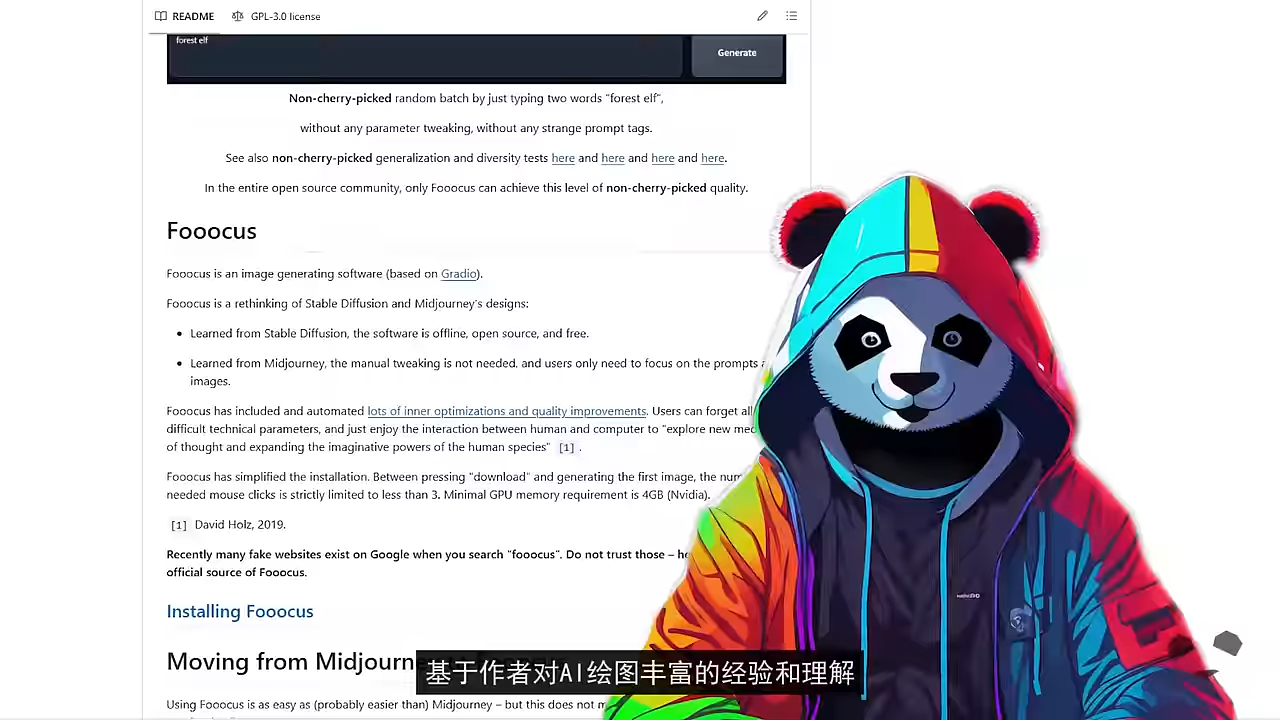 README
GPL-3.0 license
forest elf
Generate
Non-cherry-picked random batch by just typing two words "forest elf",
without any parameter tweaking, without any strange prompt tags.
See also non-cherry-picked generalization and diversity tests here and here and here and here.
In the entire open source community, only Fooocus can achieve this level of non-cherry-picked quality.
Fooocus
Fooocus is an image generating software (based on Gradio).
Fooocus is a rethinking of Stable Diffusion and Midjourney's designs:
• Learned from Stable Diffusion, the software is offline, open source, and free.
• Learned from Midjourney, the manual tweaking is not needed, and users only need to focus on the prompts
images.
Fooocus has included and automated lots of inner optimizations and quality improvements. Users can forget all
difficult technical parameters, and just enjoy the interaction between human and computer to "explore new
of thought and expanding the imaginative powers of the human species" [1] .
Fooocus has simplified the installation. Between pressing "download" and generating the first image, the
needed mouse clicks is strictly limited to less than 3. Minimal GPU memory requirement is 4GB (Nvidia).
[1] David Holz, 2019.
Recently many fake websites exist on Google when you search "fooocus". Do not trust those –
official source of Fooocus.
Installing Fooocus
Moving from
基于作者对AI绘图丰富的经验和理解
Using Fooocus is as easy as (probably easier than) Midjourney – but this does not